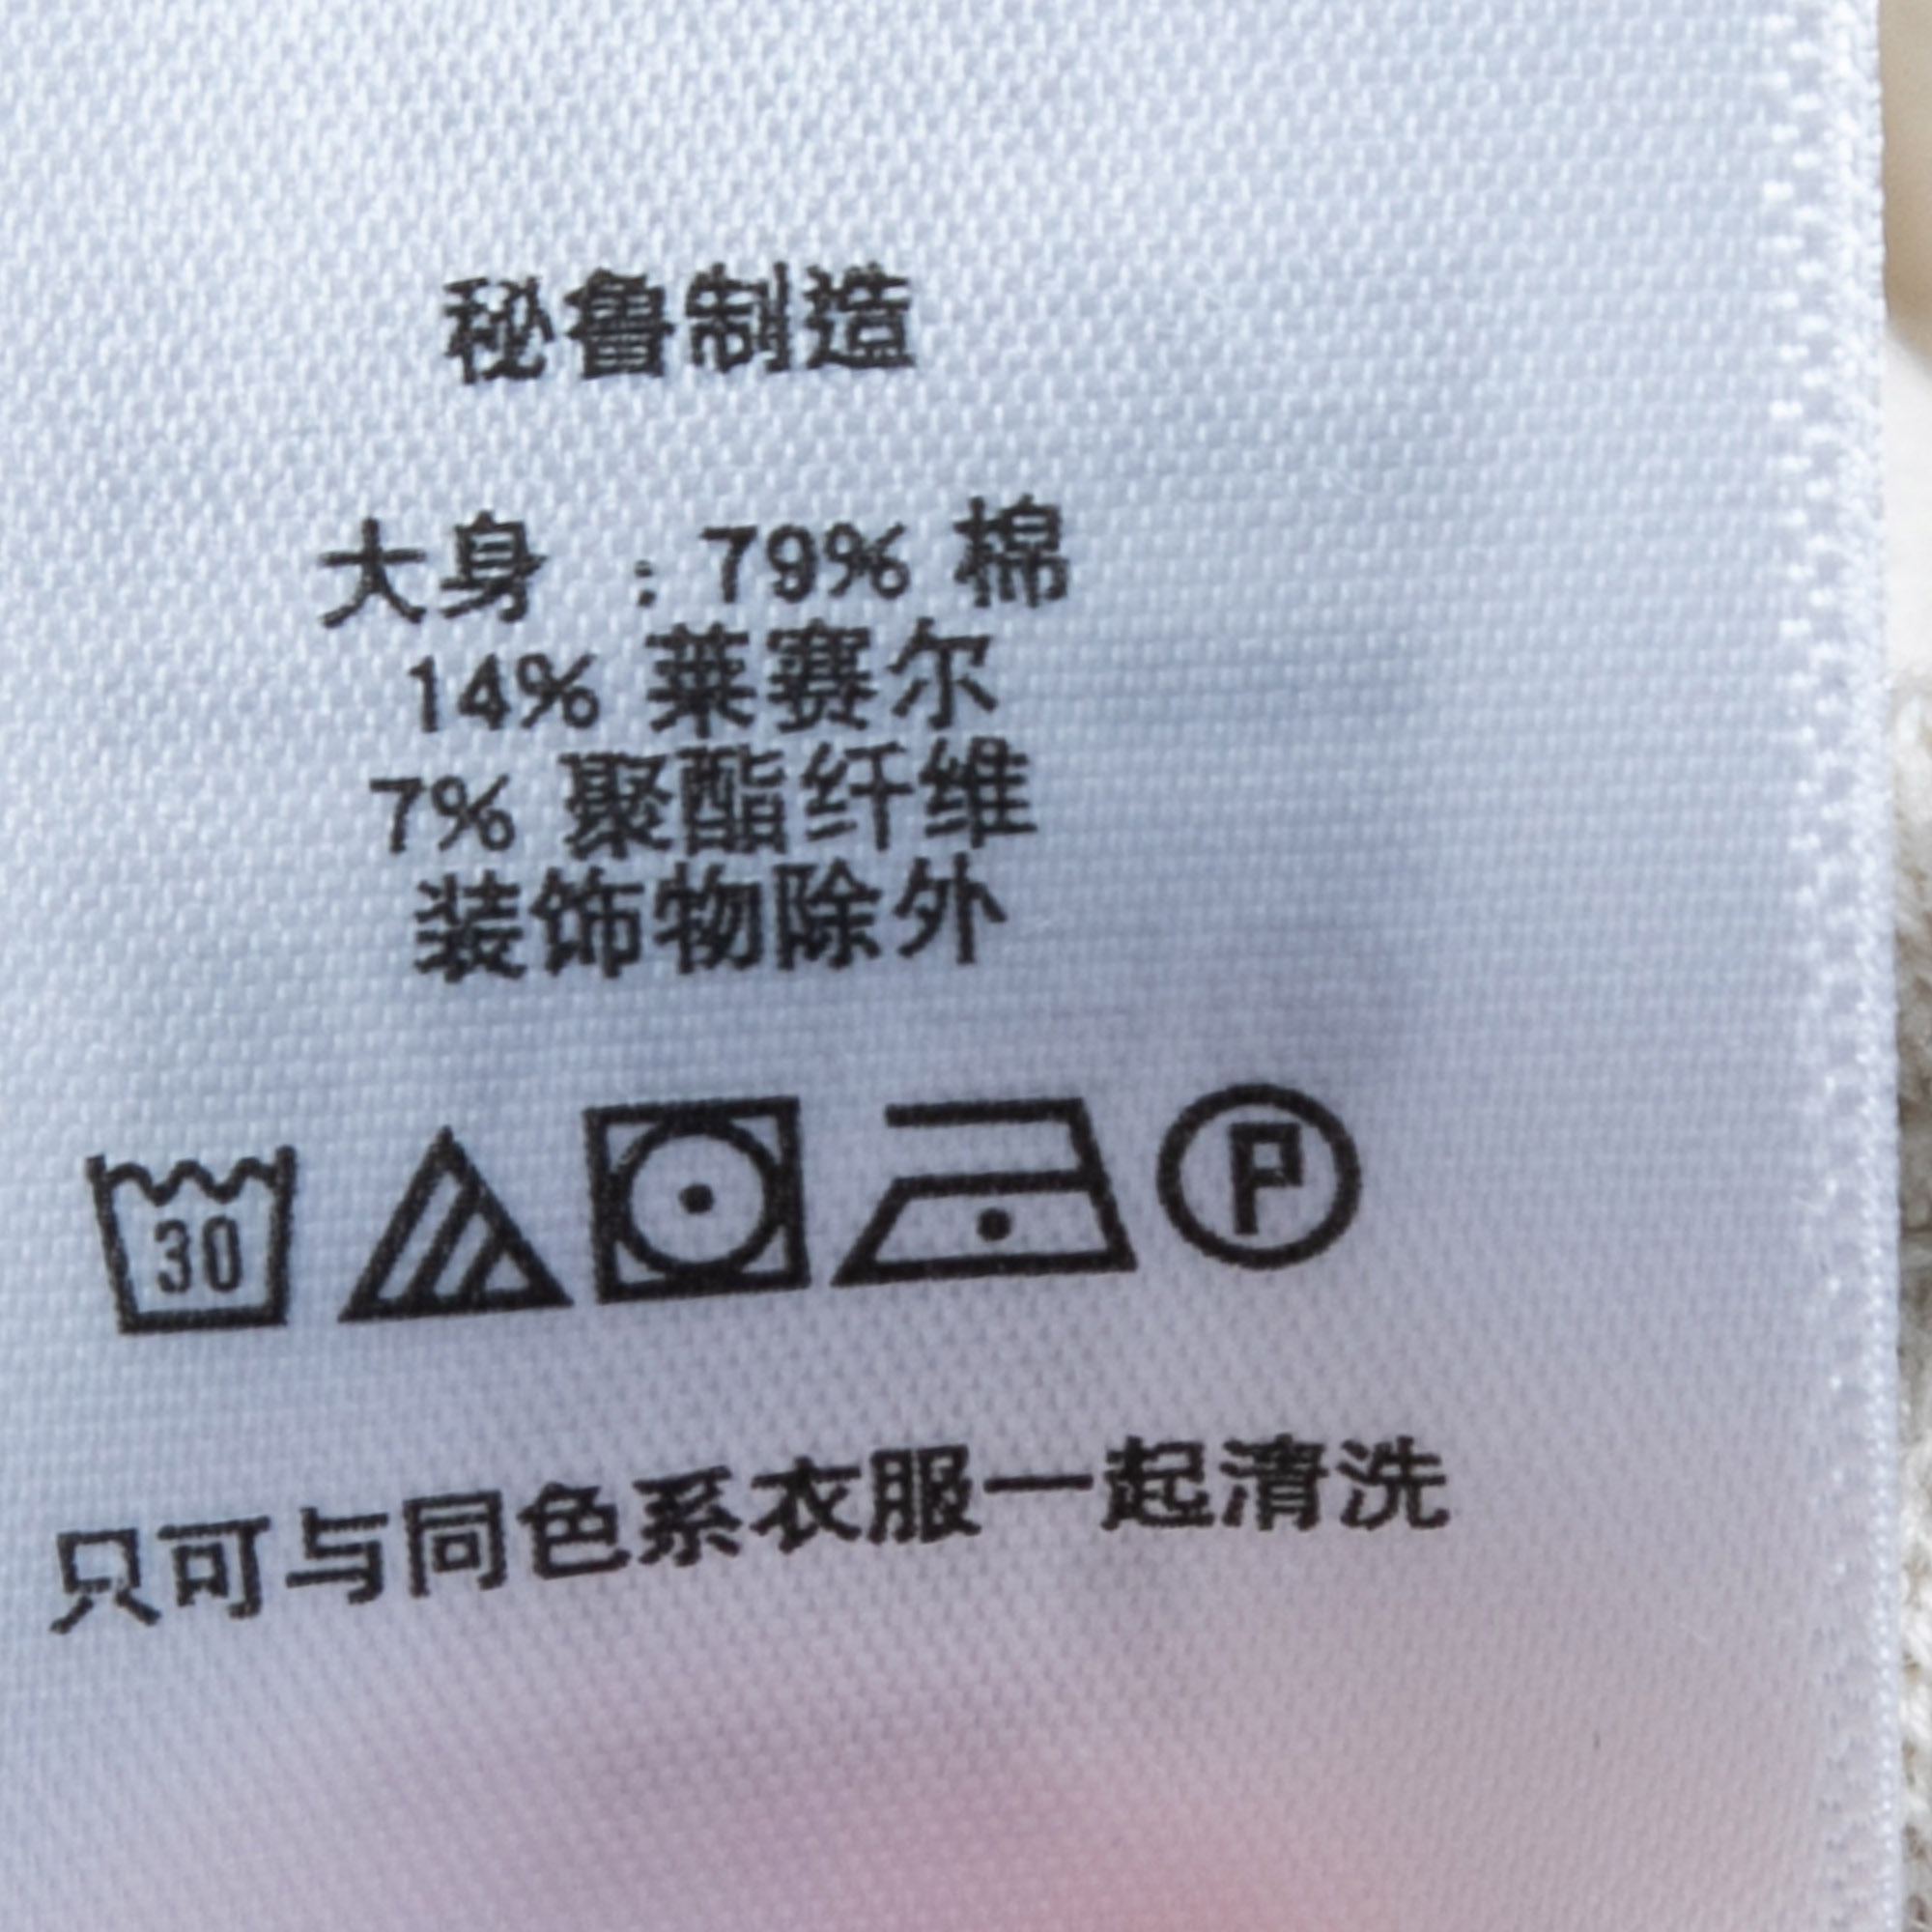 秘鲁制造
大身 : 79% 棉
14% 莱赛尔
7% 聚酯纤维
装饰物除外
30 P
只可与同色系衣服一起清洗